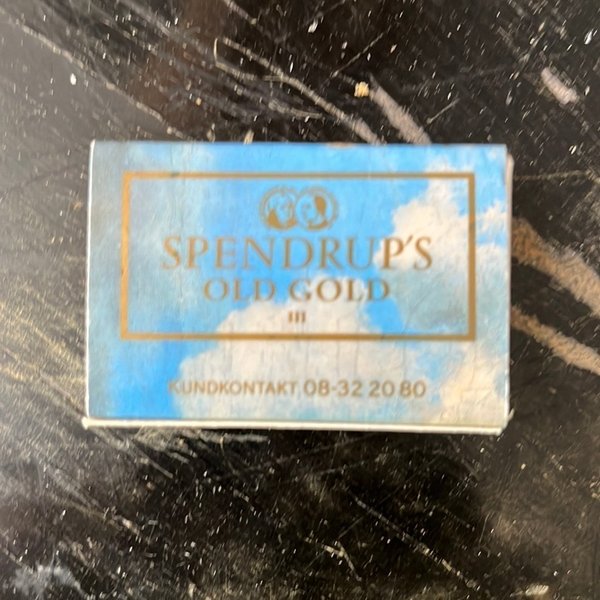 SPENDRUP'S
OLD GOLD
III
KUNDKONTAKT 08-32 20 80